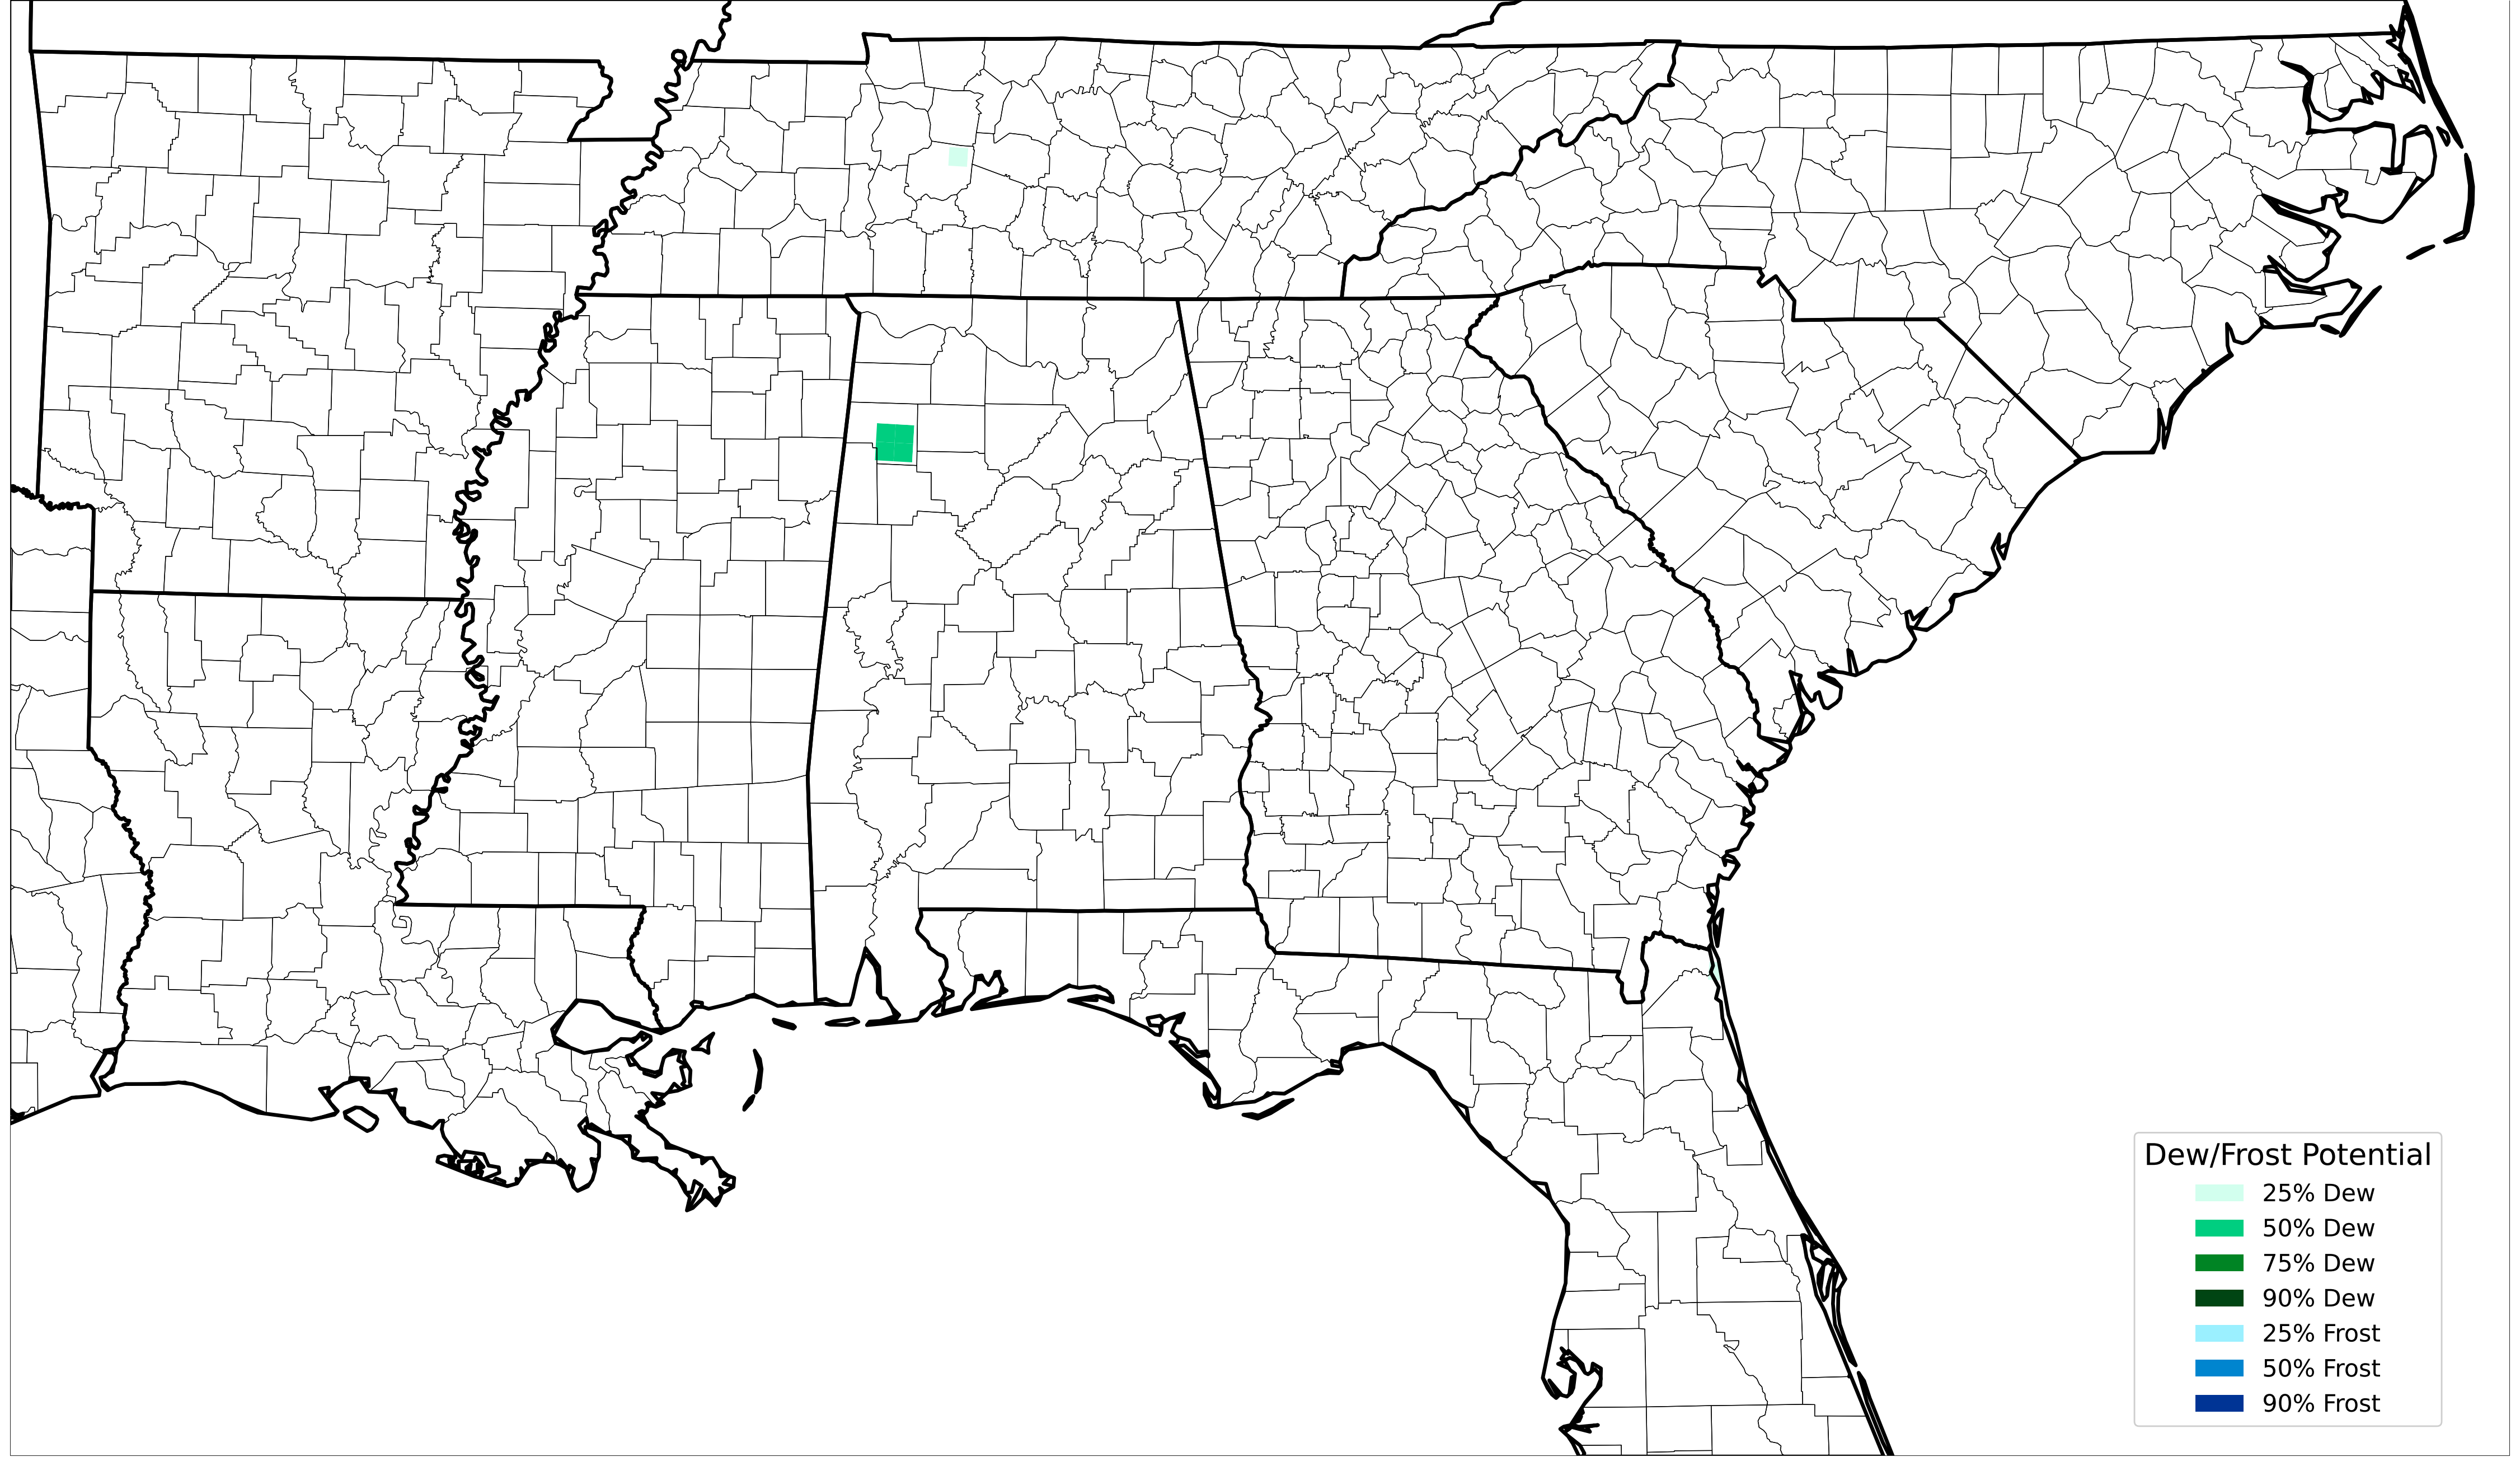 Dew/Frost Potential
25% Dew
50% Dew
75% Dew
90% Dew
25% Frost
50% Frost
90% Frost